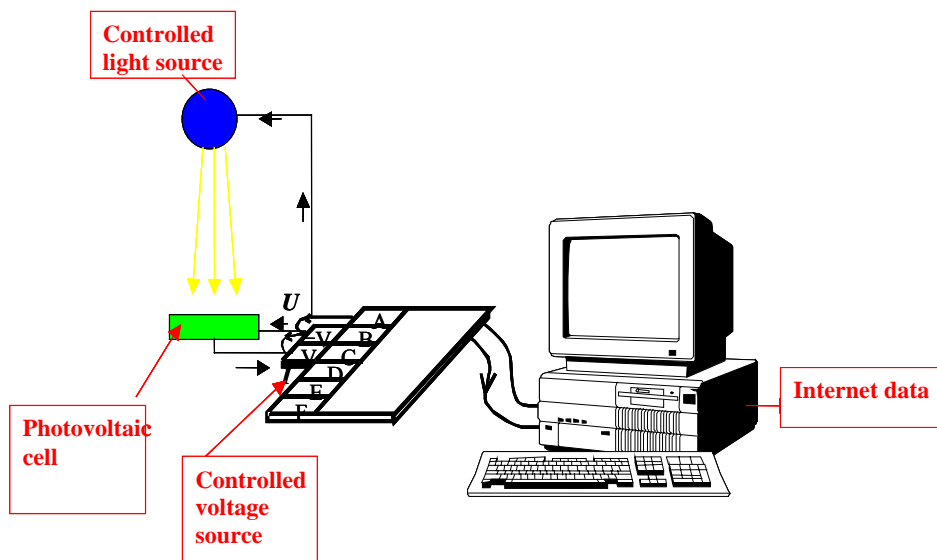 Controlled
light source
U
A
V
B
V
C
D
E
F
Internet data
Photovoltaic
cell
Controlled
voltage
source